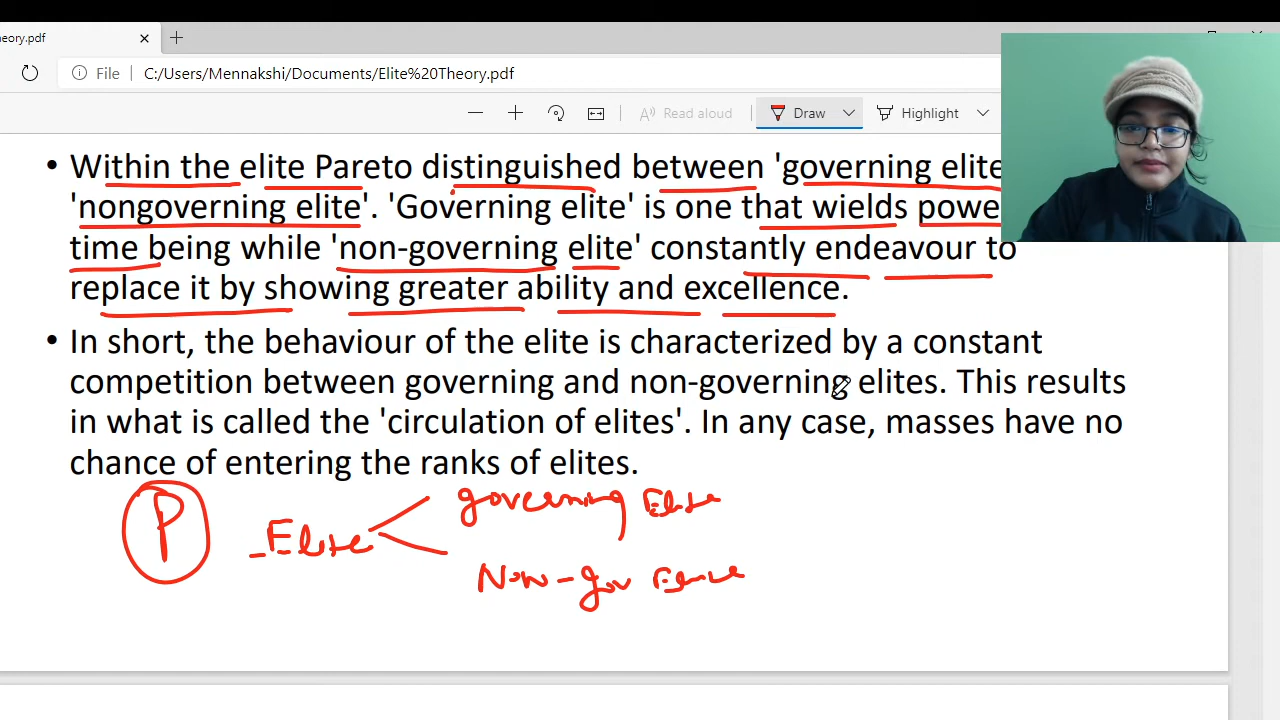 eory.pdf
File
C:/Users/Mennakshi/Documents/Elite%20Theory.pdf
Read aloud
Draw
Highlight
• Within the elite Pareto distinguished between 'governing elite
'nongoverning elite'. 'Governing elite' is one that wields powe
time being while 'non-governing elite' constantly endeavour to
replace it by showing greater ability and excellence.
• In short, the behaviour of the elite is characterized by a constant
competition between governing and non-governing elites. This results
in what is called the 'circulation of elites'. In any case, masses have no
chance of entering the ranks of elites.
P
Elite
governing Elite
Non-gov Elite